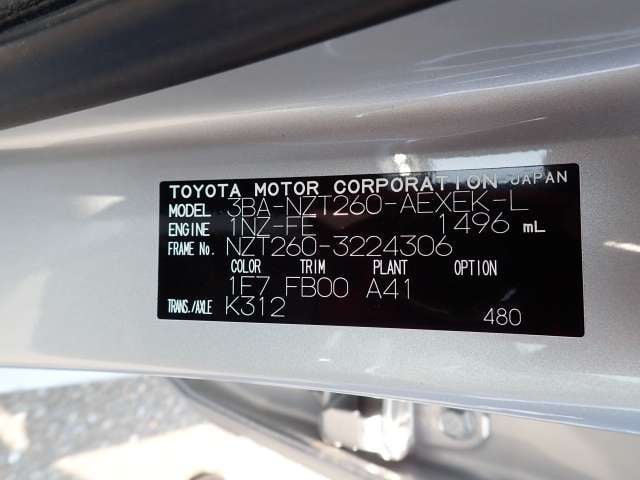 TOYOTA MOTOR CORPORATION JAPAN
MODEL 3BA-NZT260-AEXEK-L
ENGINE 1NZ-FE 1496 mL
FRAME No. NZT260-3224306
COLOR TRIM PLANT OPTION
1E7 FB00 A41
TRANS./AXLE K312
480